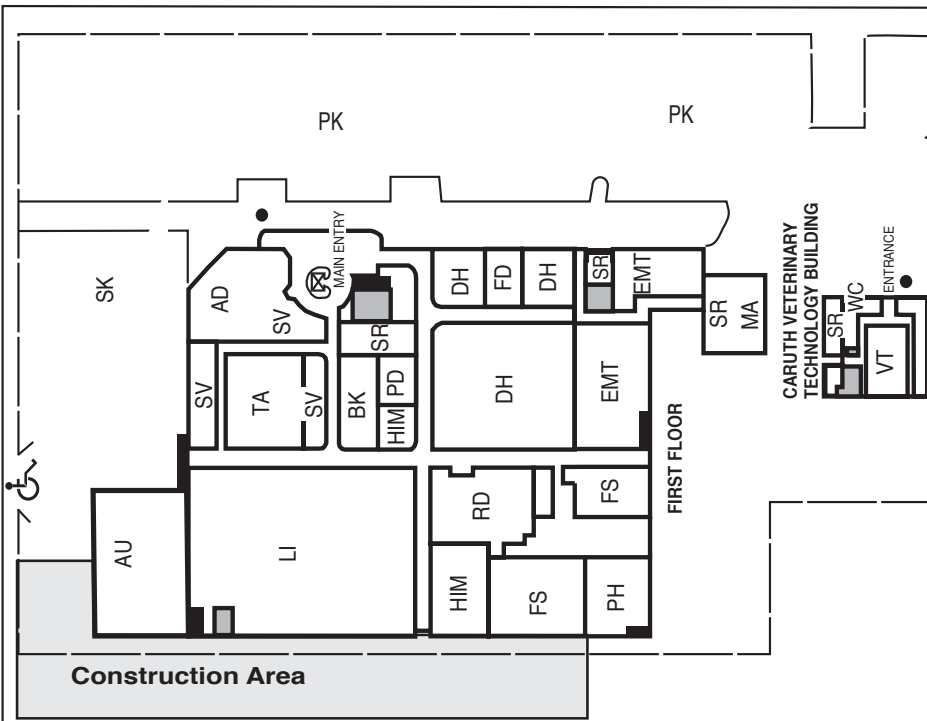 PK
PK
SK
MAIN ENTRY
AD
SV
DH
FD
DH
SR
EMT
SR
MA
SR
CARUTH VETERINARY
TECHNOLOGY BUILDING
SR
WC
ENTRANCE
VT
SV
TA
SV
BK
PD
HIM
DH
EMT
FIRST FLOOR
AU
LI
RD
FS
HIM
FS
PH
Construction Area